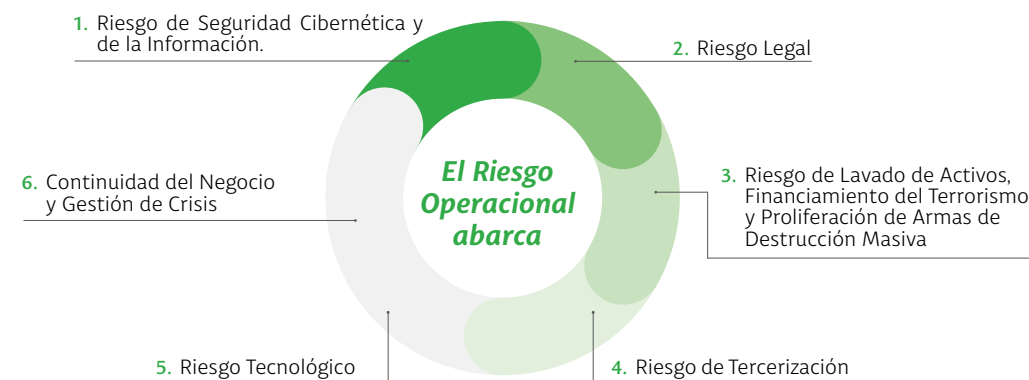 1. Riesgo de Seguridad Cibernética y
de la Información.
2. Riesgo Legal
3. Riesgo de Lavado de Activos,
Financiamiento del Terrorismo
y Proliferación de Armas de
Destrucción Masiva
4. Riesgo de Tercerización
5. Riesgo Tecnológico
6. Continuidad del Negocio
y Gestión de Crisis
El Riesgo
Operacional
abarca